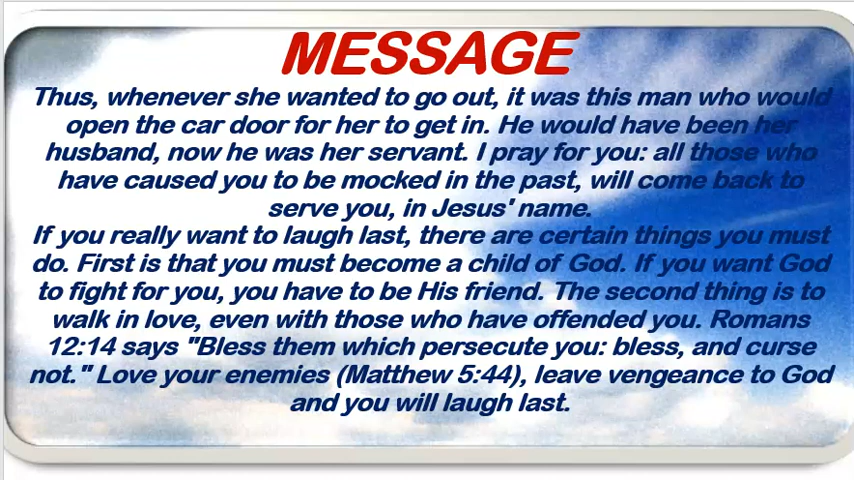 MESSAGE
Thus, whenever she wanted to go out, it was this man who would
open the car door for her to get in. He would have been her
husband, now he was her servant. I pray for you: all those who
have caused you to be mocked in the past, will come back to
serve you, in Jesus' name.
If you really want to laugh last, there are certain things you must
do. First is that you must become a child of God. If you want God
to fight for you, you have to be His friend. The second thing is to
walk in love, even with those who have offended you. Romans
12:14 says "Bless them which persecute you: bless, and curse
not." Love your enemies (Matthew 5:44), leave vengeance to God
and you will laugh last.